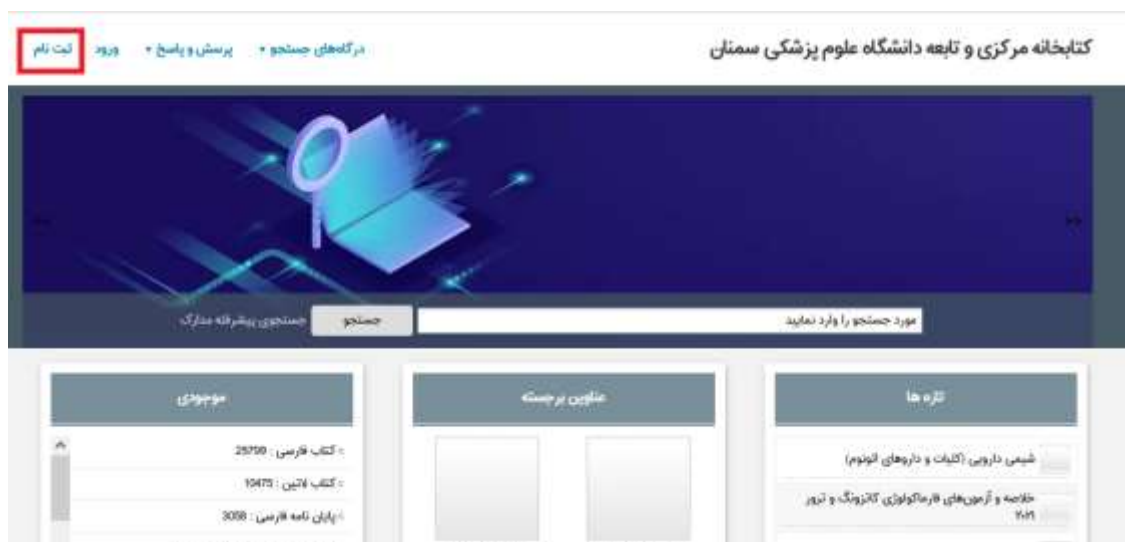 کتابخانه مرکزی و تابعه دانشگاه علوم پزشکی سمنان
درگاه‌های جستجو
پرسش و پاسخ
ورود
ثبت نام
مورد جستجو را وارد نمایید
جستجو
جستجوی پیشرفته مدارک
تازه ها
شیمی دارویی (کلیات و داروهای اتونوم)
خلاصه و آزمون‌های فارماکولوژی کاتزونگ و ترور
۲۰۲۱
عناوین برجسته
موجودی
کتاب فارسی : 25799
کتاب لاتین : 10475
پایان نامه فارسی : 3058